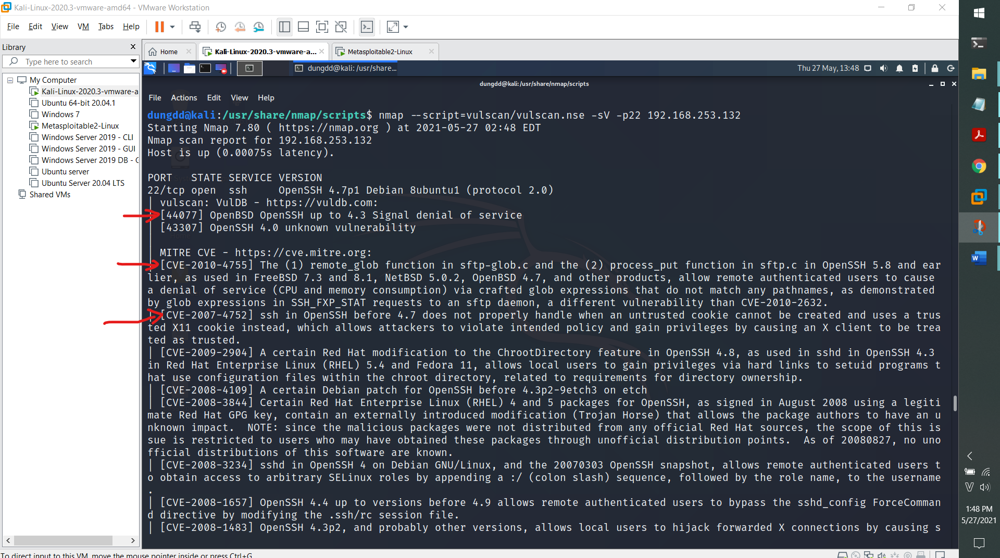 Kali-Linux-2020.3-vmware-amd64 - VMware Workstation
File Edit View VM Tabs Help
Library
Type here to search
My Computer
Kali-Linux-2020.3-vmware-a
Ubuntu 64-bit 20.04.1
Windows 7
Metasploitable2-Linux
Windows Server 2019 - CLI
Windows Server 2019 - GUI
Windows Server 2019 DB - C
Ubuntu server
Ubuntu Server 20.04 LTS
Shared VMs
Home
Kali-Linux-2020.3-vmware-a...
Metasploitable2-Linux
dungdd@kali: /usr/share...
Thu 27 May, 13:48
dungdd@kali:/usr/share/nmap/scripts
File Actions Edit View Help
dungdd@kali:/usr/share/nmap/scripts$ nmap --script=vulscan/vulscan.nse -sV -p22 192.168.253.132
Starting Nmap 7.80 ( https://nmap.org ) at 2021-05-27 02:48 EDT
Nmap scan report for 192.168.253.132
Host is up (0.00075s latency).
PORT STATE SERVICE VERSION
22/tcp open ssh OpenSSH 4.7p1 Debian 8ubuntu1 (protocol 2.0)
| vulscan: VulDB - https://vuldb.com:
| [44077] OpenBSD OpenSSH up to 4.3 Signal denial of service
| [43307] OpenSSH 4.0 unknown vulnerability
|
| MITRE CVE - https://cve.mitre.org:
| [CVE-2010-4755] The (1) remote_glob function in sftp-glob.c and the (2) process_put function in sftp.c in OpenSSH 5.8 and ear
lier, as used in FreeBSD 7.3 and 8.1, NetBSD 5.0.2, OpenBSD 4.7, and other products, allow remote authenticated users to cause
a denial of service (CPU and memory consumption) via crafted glob expressions that do not match any pathnames, as demonstrated
by glob expressions in SSH_FXP_STAT requests to an sftp daemon, a different vulnerability than CVE-2010-2632.
| [CVE-2007-4752] ssh in OpenSSH before 4.7 does not properly handle when an untrusted cookie cannot be created and uses a trus
ted X11 cookie instead, which allows attackers to violate intended policy and gain privileges by causing an X client to be trea
ted as trusted.
| [CVE-2009-2904] A certain Red Hat modification to the ChrootDirectory feature in OpenSSH 4.8, as used in sshd in OpenSSH 4.3
in Red Hat Enterprise Linux (RHEL) 5.4 and Fedora 11, allows local users to gain privileges via hard links to setuid programs t
hat use configuration files within the chroot directory, related to requirements for directory ownership.
| [CVE-2008-4109] A certain Debian patch for OpenSSH before 4.3p2-9etch3 on etch
| [CVE-2008-3844] Certain Red Hat Enterprise Linux (RHEL) 4 and 5 packages for OpenSSH, as signed in August 2008 using a legiti
mate Red Hat GPG key, contain an externally introduced modification (Trojan Horse) that allows the package authors to have an u
nknown impact.  NOTE: since the malicious packages were not distributed from any official Red Hat sources, the scope of this is
sue is restricted to users who may have obtained these packages through unofficial distribution points.  As of 20080827, no uno
fficial distributions of this software are known.
| [CVE-2008-3234] sshd in OpenSSH 4 on Debian GNU/Linux, and the 20070303 OpenSSH snapshot, allows remote authenticated users t
o obtain access to arbitrary SELinux roles by appending a :/ (colon slash) sequence, followed by the role name, to the username
.
| [CVE-2008-1657] OpenSSH 4.4 up to versions before 4.9 allows remote authenticated users to bypass the sshd_config ForceComman
d directive by modifying the .ssh/rc session file.
| [CVE-2008-1483] OpenSSH 4.3p2, and probably other versions, allows local users to hijack forwarded X connections by causing s
1:48 PM
5/27/2021
To direct input to this VM, move the mouse pointer inside or press Ctrl+G.